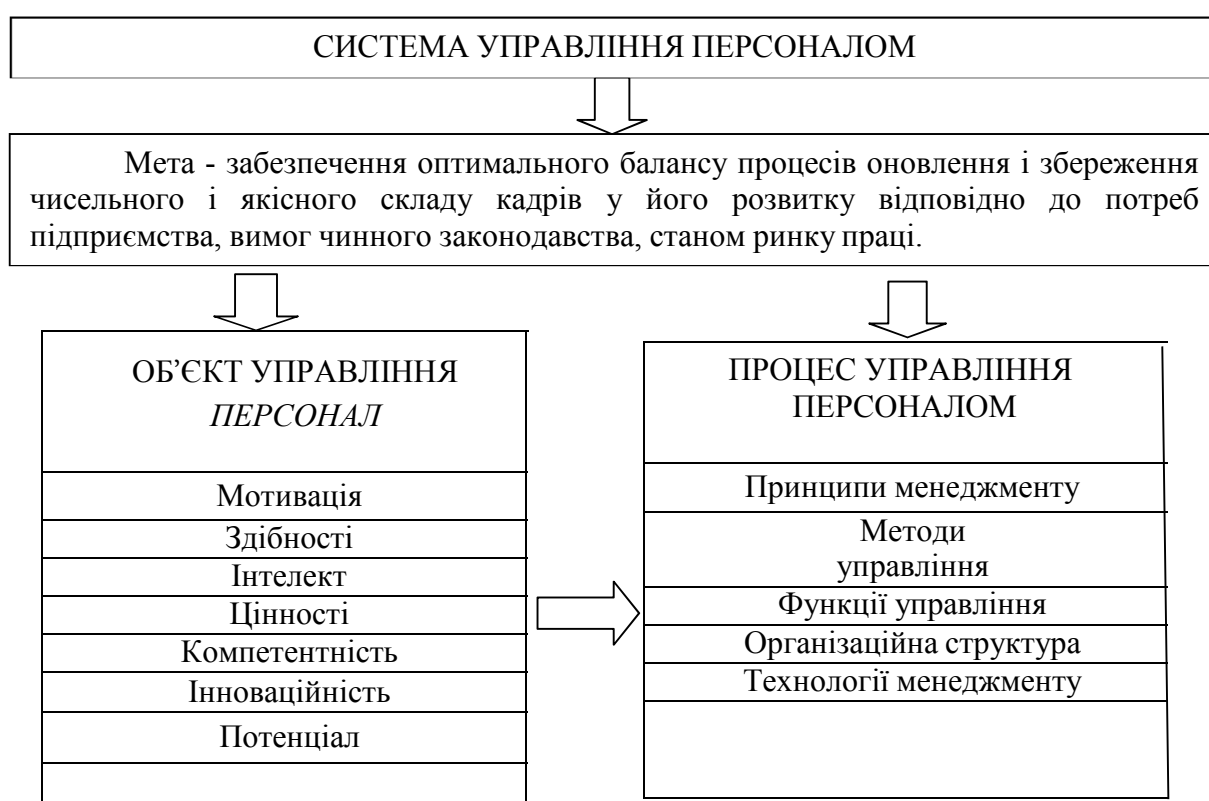 СИСТЕМА УПРАВЛІННЯ ПЕРСОНАЛОМ
Мета - забезпечення оптимального балансу процесів оновлення і збереження
чисельного і якісного складу кадрів у його розвитку відповідно до потреб
підприємства, вимог чинного законодавства, станом ринку праці.
ОБ’ЄКТ УПРАВЛІННЯ
ПЕРСОНАЛ
Мотивація
Здібності
Інтелект
Цінності
Компетентність
Інноваційність
Потенціал
ПРОЦЕС УПРАВЛІННЯ
ПЕРСОНАЛОМ
Принципи менеджменту
Методи
управління
Функції управління
Організаційна структура
Технології менеджменту